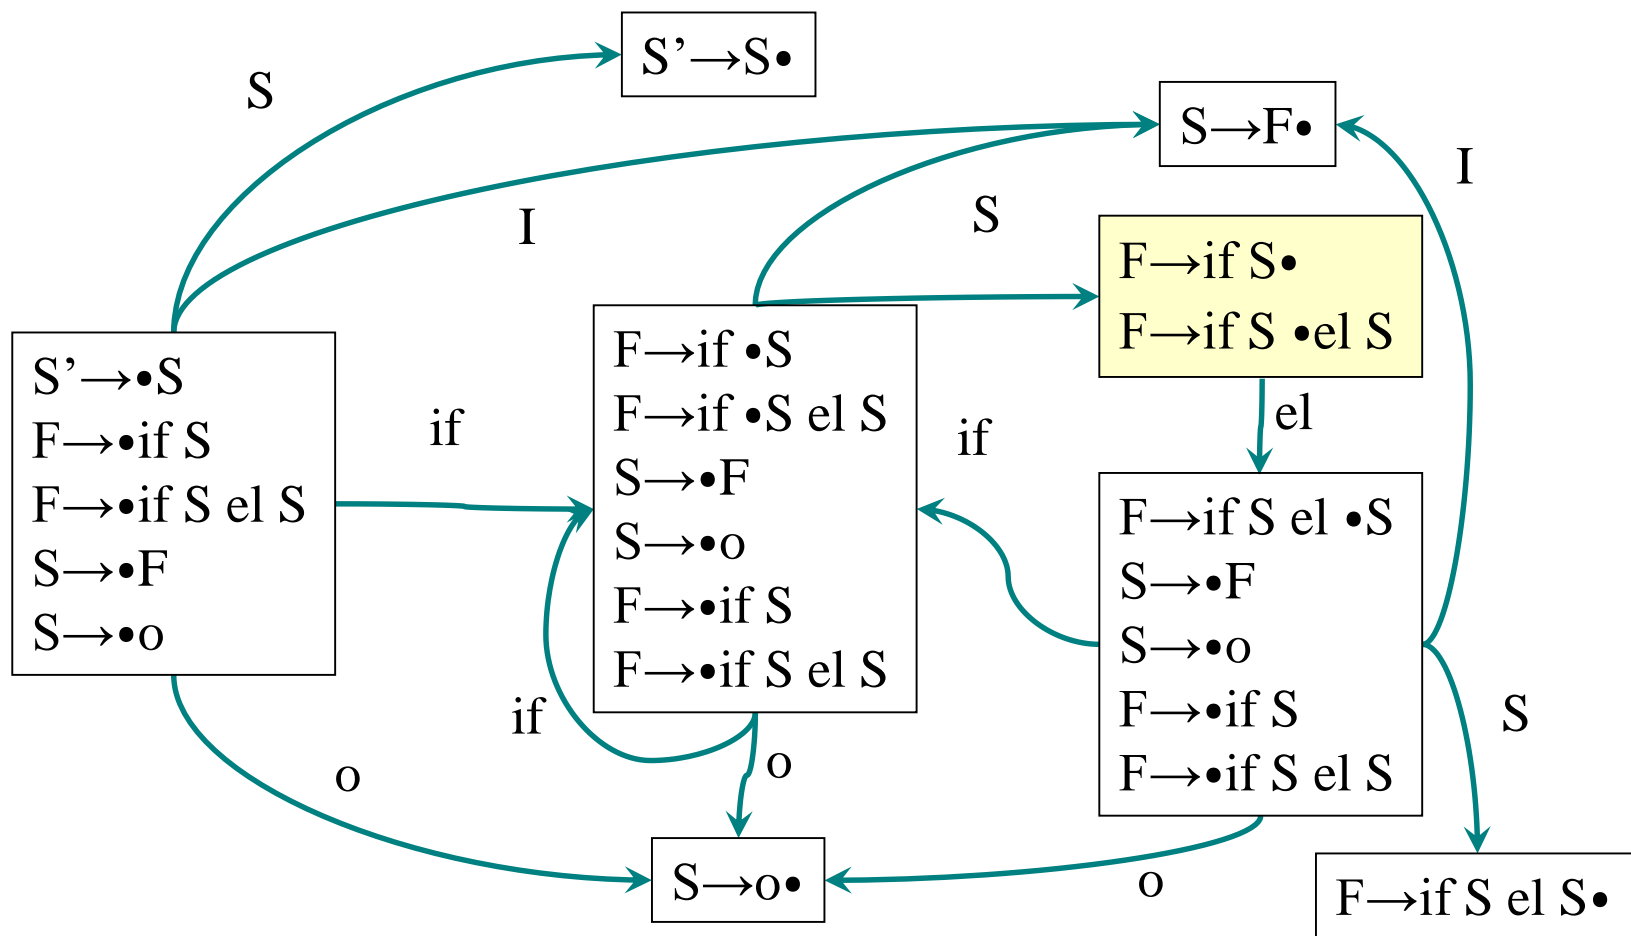 S’→S•
S
S→F•
I
I
S
F→if S•
F→if S •el S
S’→•S
F→•if S
F→•if S el S
S→•F
S→•o
if
F→if •S
F→if •S el S
S→•F
S→•o
F→•if S
F→•if S el S
if
el
F→if S el •S
S→•F
S→•o
F→•if S
F→•if S el S
if
o
o
S
S→o•
o
F→if S el S•